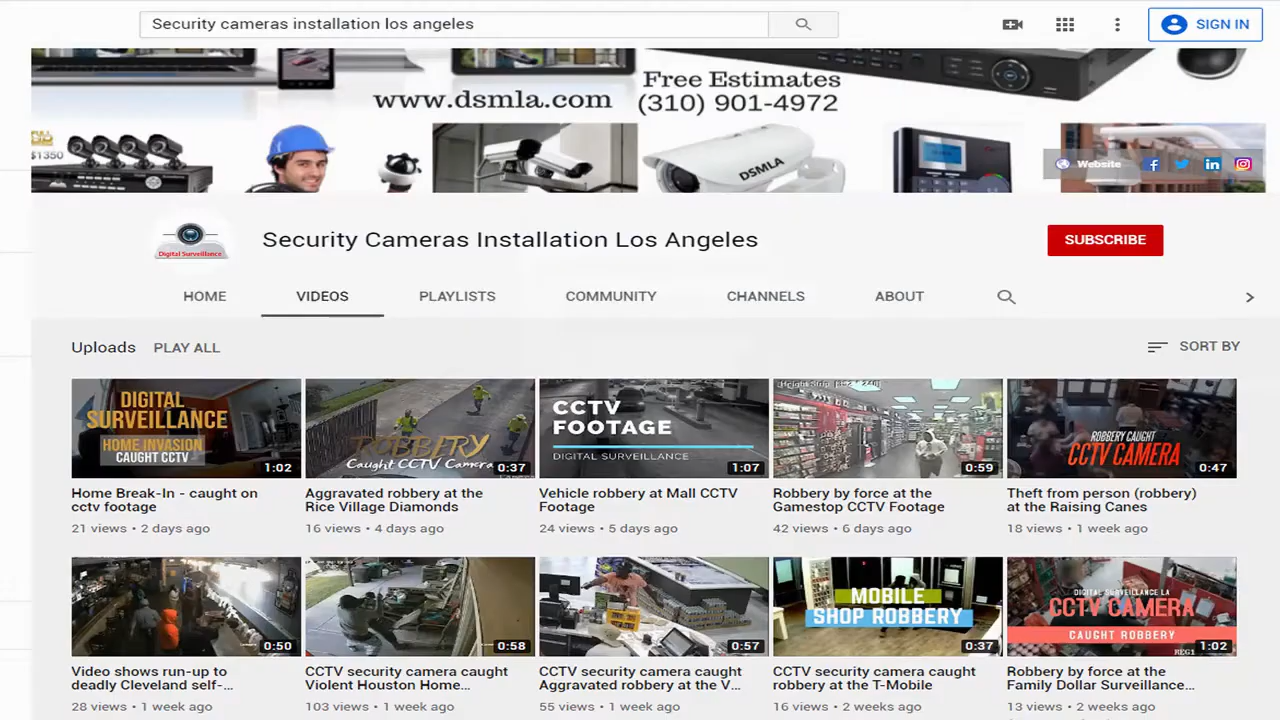 Security cameras installation los angeles
SIGN IN
Free Estimates
www.dsmla.com
(310) 901-4972
$1350
DSMLA
Website
Digital Surveillance
Security Cameras Installation Los Angeles
SUBSCRIBE
HOME
VIDEOS
PLAYLISTS
COMMUNITY
CHANNELS
ABOUT
Uploads
PLAY ALL
SORT BY
DIGITAL
SURVEILLANCE
HOME INVASION
CAUGHT CCTV
1:02
ROBBERY
Caught CCTV Camera
0:37
CCTV
FOOTAGE
DIGITAL SURVEILLANCE
1:07
0:59
ROBBERY CAUGHT
CCTV CAMERA
0:47
Home Break-In - caught on
cctv footage
21 views • 2 days ago
Aggravated robbery at the
Rice Village Diamonds
16 views • 4 days ago
Vehicle robbery at Mall CCTV
Footage
24 views • 5 days ago
Robbery by force at the
Gamestop CCTV Footage
42 views • 6 days ago
Theft from person (robbery)
at the Raising Canes
18 views • 1 week ago
0:50
0:58
0:57
MOBILE
SHOP ROBBERY
0:37
DIGITAL SURVEILLANCE LA
CCTV CAMERA
CAUGHT ROBBERY
REG1
1:02
Video shows run-up to
deadly Cleveland self-...
28 views • 1 week ago
CCTV security camera caught
Violent Houston Home...
103 views • 1 week ago
CCTV security camera caught
Aggravated robbery at the V...
55 views • 1 week ago
CCTV security camera caught
robbery at the T-Mobile
16 views • 2 weeks ago
Robbery by force at the
Family Dollar Surveillance...
13 views • 2 weeks ago